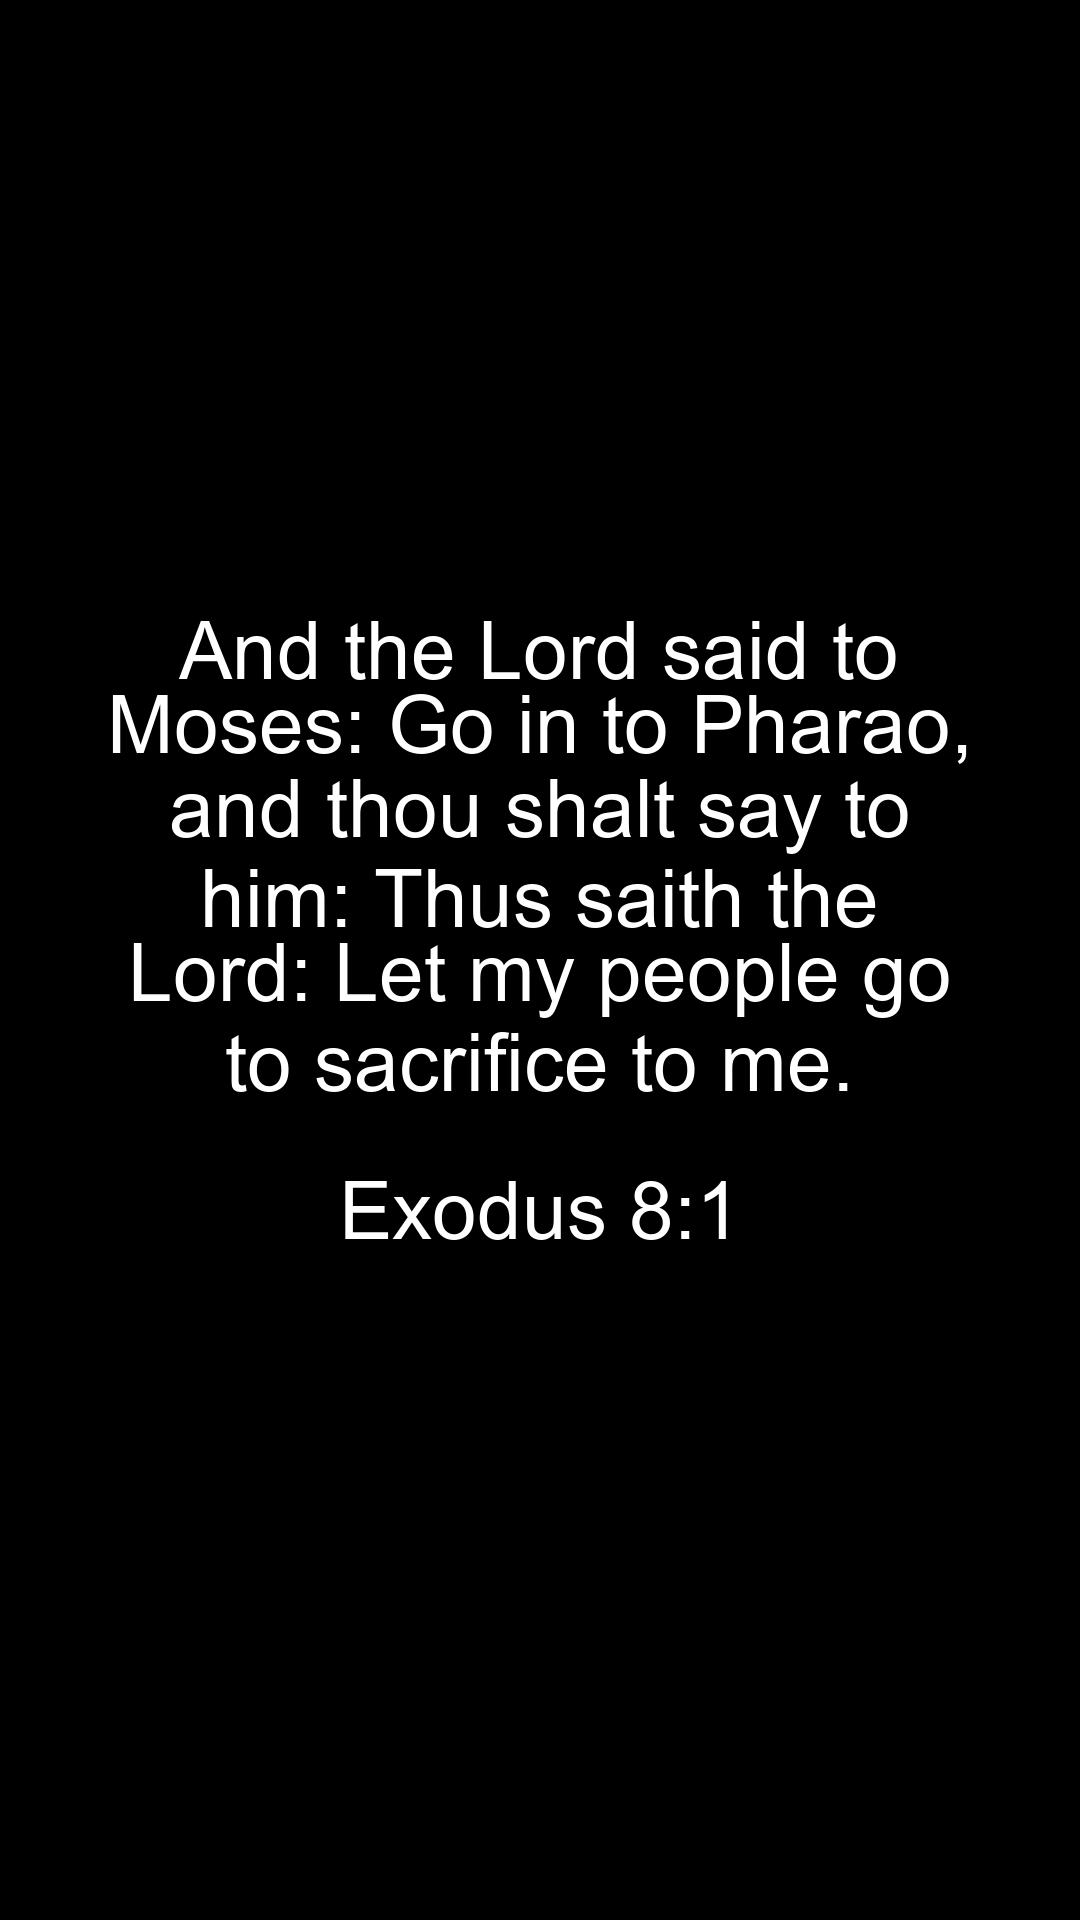 And the Lord said to
Moses: Go in to Pharao,
and thou shalt say to
him: Thus saith the
Lord: Let my people go
to sacrifice to me.
Exodus 8:1